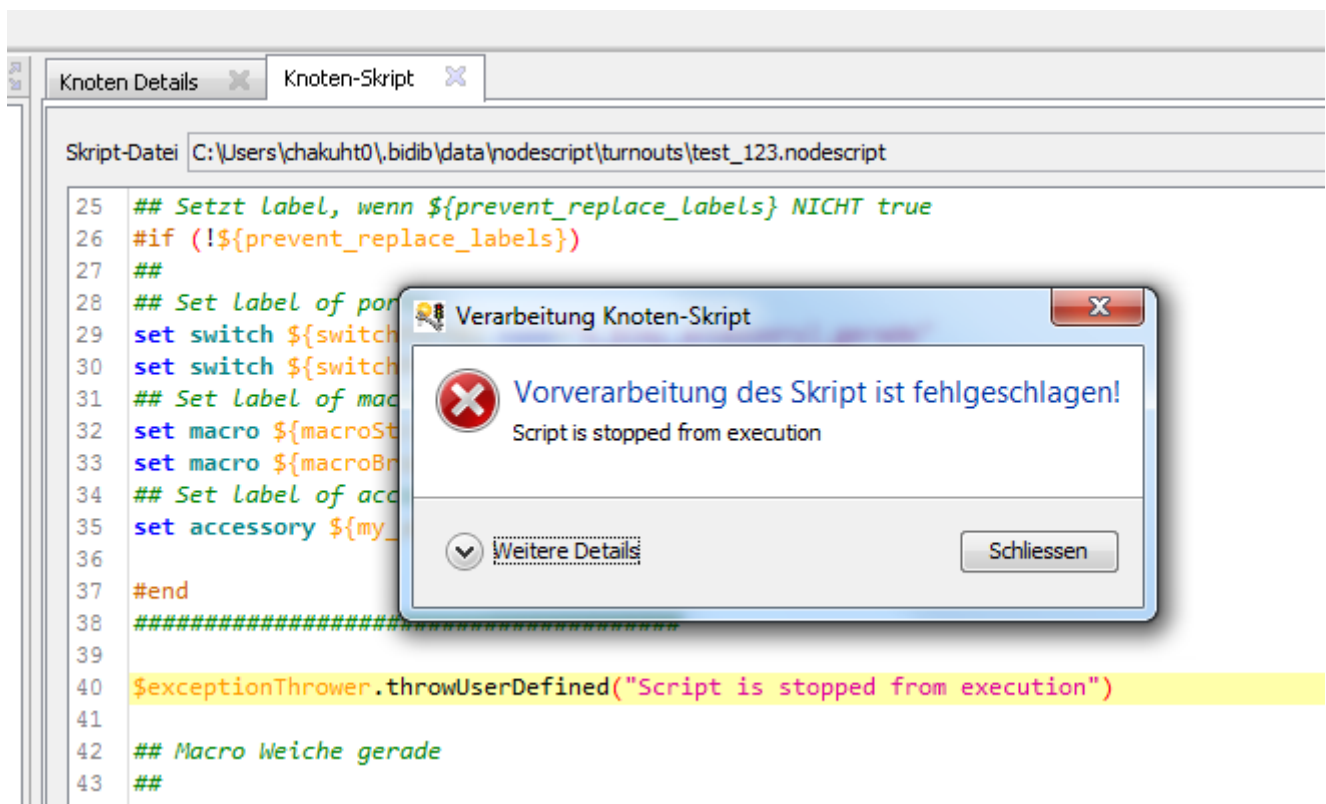 Knoten Details
Knoten-Skript
Skript-Datei C:\Users\chakuht0\.bidib\data\nodescript\turnouts\test_123.nodescript
25 ## Setzt label, wenn ${prevent_replace_labels} NICHT true
26 #if (!${prevent_replace_labels})
27 ##
28 ## Set label of por
29 set switch ${switch
30 set switch ${switch
31 ## Set label of mac
32 set macro ${macroSt
33 set macro ${macroBr
34 ## Set label of acc
35 set accessory ${my_
36
37 #end
38 #######################################
39
40 $exceptionThrower.throwUserDefined("Script is stopped from execution")
41
42 ## Macro Weiche gerade
43 ##
Verarbeitung Knoten-Skript
Vorverarbeitung des Skript ist fehlgeschlagen!
Script is stopped from execution
Weitere Details
Schliessen